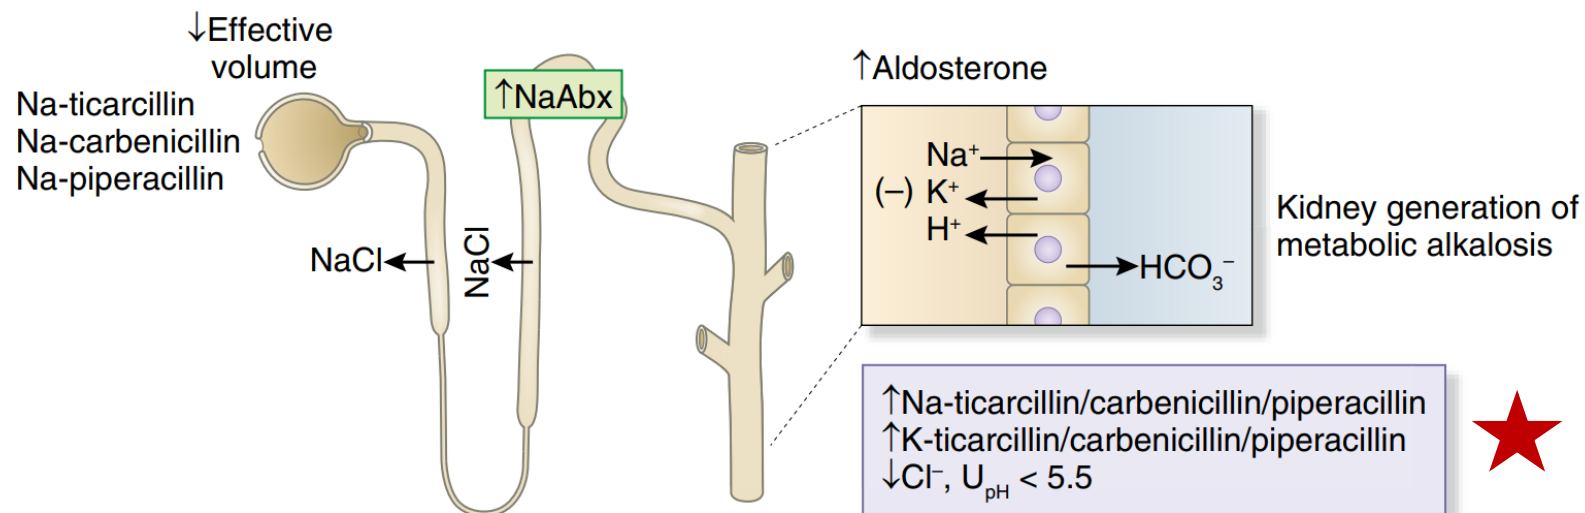 ↓Effective
volume
Na-ticarcillin
Na-carbenicillin
Na-piperacillin
NaCl
NaCl
↑NaAbx
↑Aldosterone
Na⁺
(–) K⁺
H⁺
HCO₃⁻
Kidney generation of
metabolic alkalosis
↑Na-ticarcillin/carbenicillin/piperacillin
↑K-ticarcillin/carbenicillin/piperacillin
↓Cl⁻, U_pH < 5.5